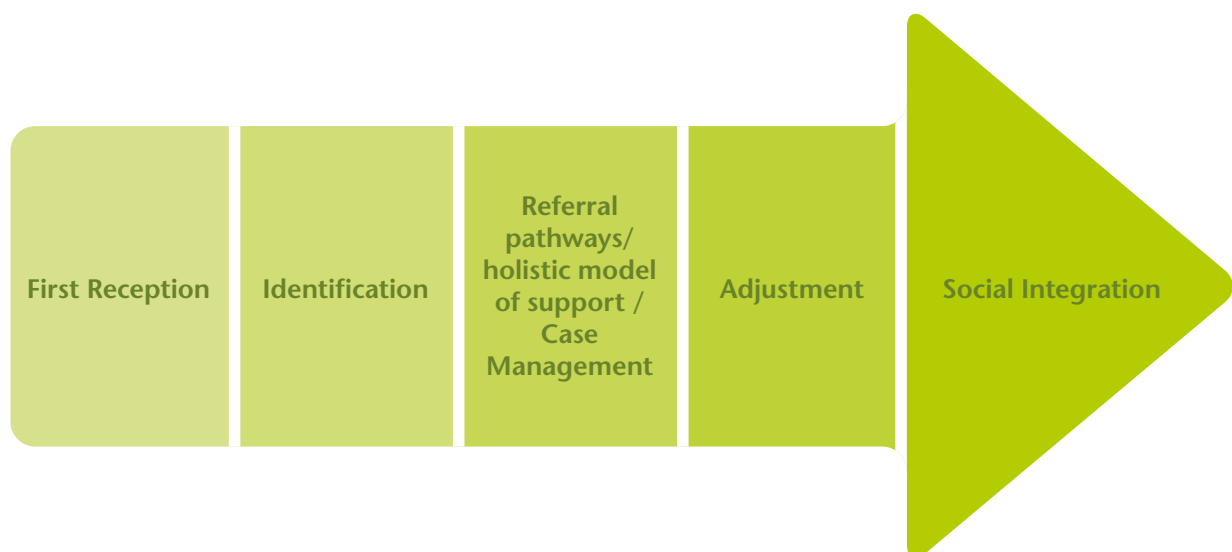 First Reception
Identification
Referral
pathways/
holistic model
of support /
Case
Management
Adjustment
Social Integration